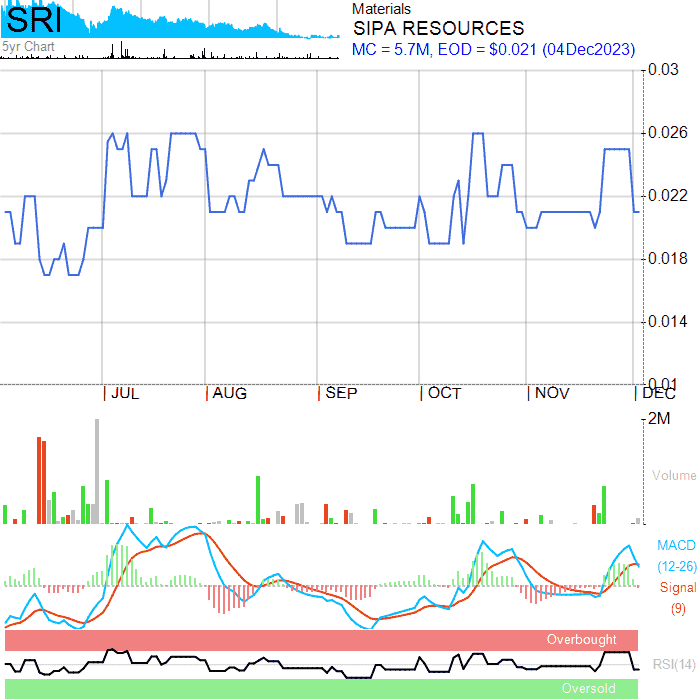 SRI
5yr Chart
Materials
SIPA RESOURCES
MC = 5.7M, EOD = $0.021 (04Dec2023)
0.03
0.026
0.022
0.018
0.014
0.01
JUL
AUG
SEP
OCT
NOV
DEC
2M
Volume
MACD
(12-26)
Signal
(9)
Overbought
RSI(14)
Oversold